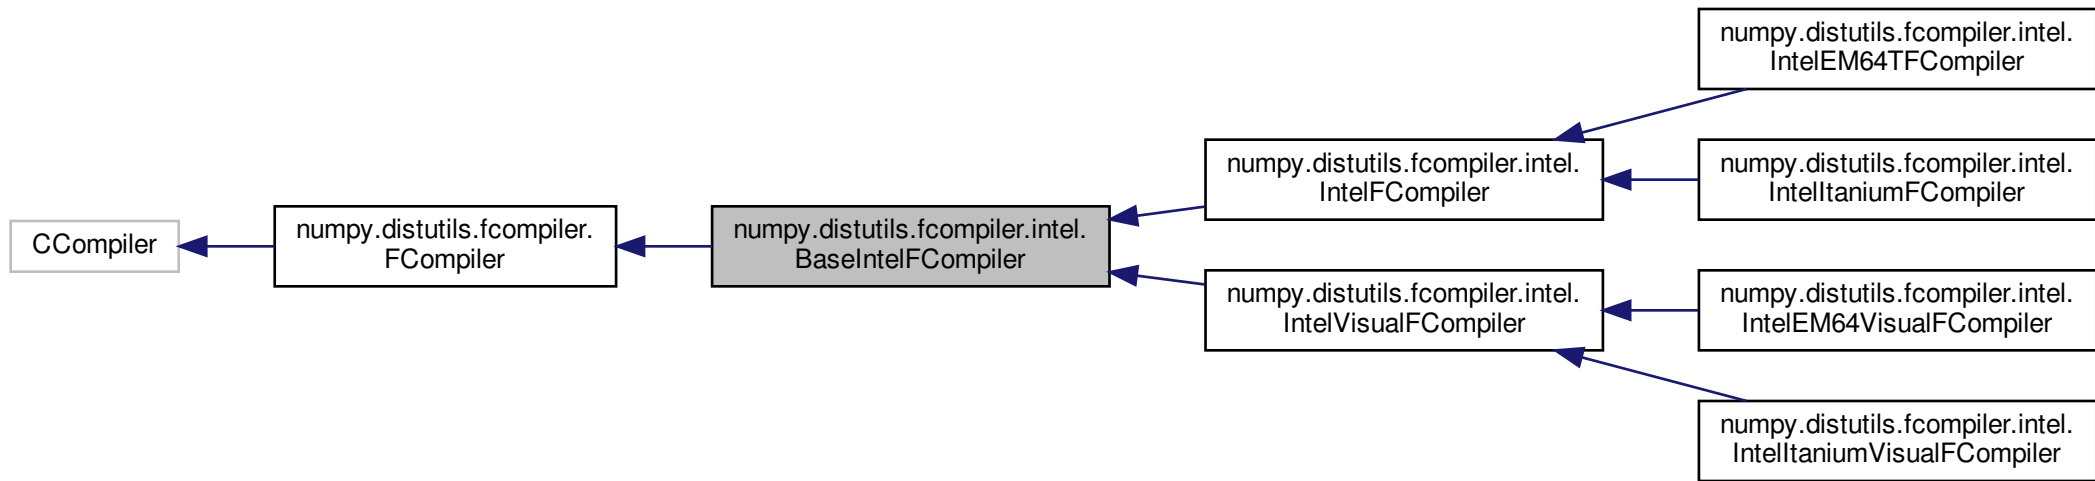 CCompiler
numpy.distutils.fcompiler.
FCompiler
numpy.distutils.fcompiler.intel.
BaseIntelFCompiler
numpy.distutils.fcompiler.intel.
IntelFCompiler
numpy.distutils.fcompiler.intel.
IntelVisualFCompiler
numpy.distutils.fcompiler.intel.
IntelEM64TFCompiler
numpy.distutils.fcompiler.intel.
IntelItaniumFCompiler
numpy.distutils.fcompiler.intel.
IntelEM64VisualFCompiler
numpy.distutils.fcompiler.intel.
IntelItaniumVisualFCompiler